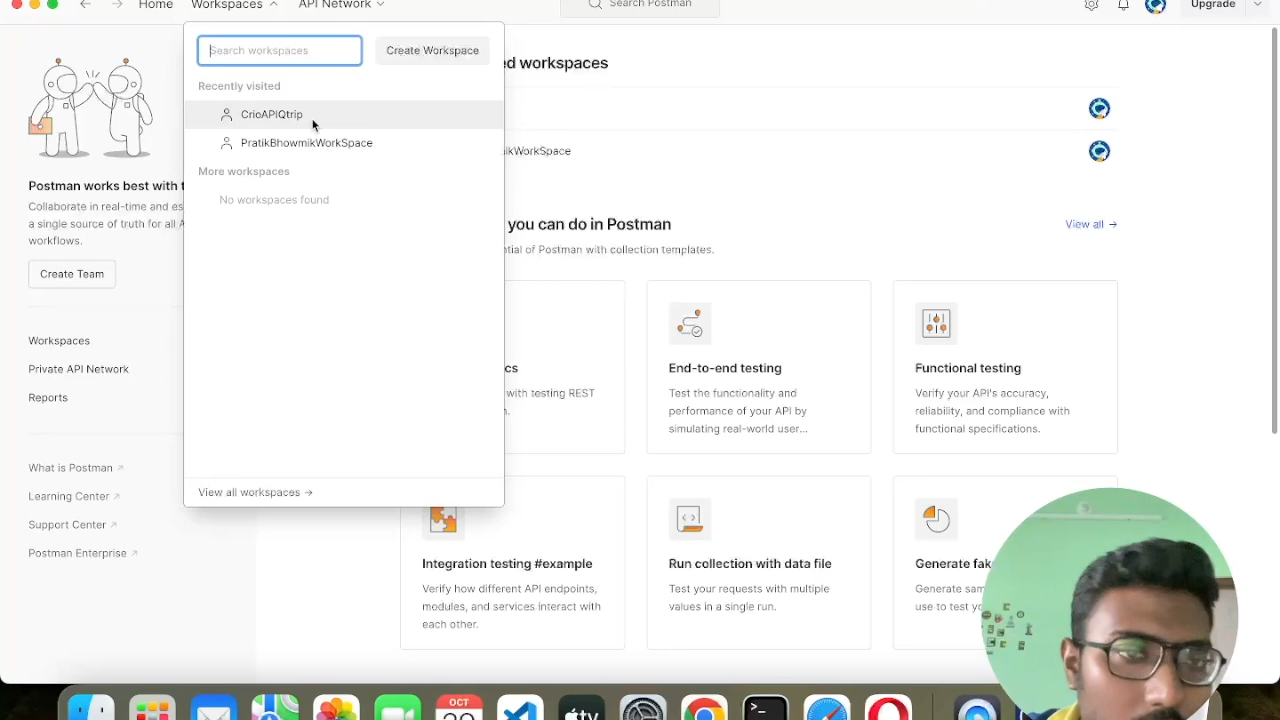 Home
Workspaces
API Network
Search Postman
Upgrade
Search workspaces
Create Workspace
Recently visited
CrioAPIQtrip
PratikBhowmikWorkSpace
More workspaces
No workspaces found
View all workspaces →
Postman works best with t
Collaborate in real-time and es
a single source of truth for all A
workflows.
Create Team
Workspaces
Private API Network
Reports
What is Postman ↗
Learning Center ↗
Support Center ↗
Postman Enterprise ↗
ed workspaces
ikWorkSpace
you can do in Postman
View all →
ntial of Postman with collection templates.
cs
with testing REST
End-to-end testing
Test the functionality and
performance of your API by
simulating real-world user...
Functional testing
Verify your API's accuracy,
reliability, and compliance with
functional specifications.
Integration testing #example
Verify how different API endpoints,
modules, and services interact with
each other.
Run collection with data file
Test your requests with multiple
values in a single run.
Generate fak
Generate sam
use to test yo
OCT
tv